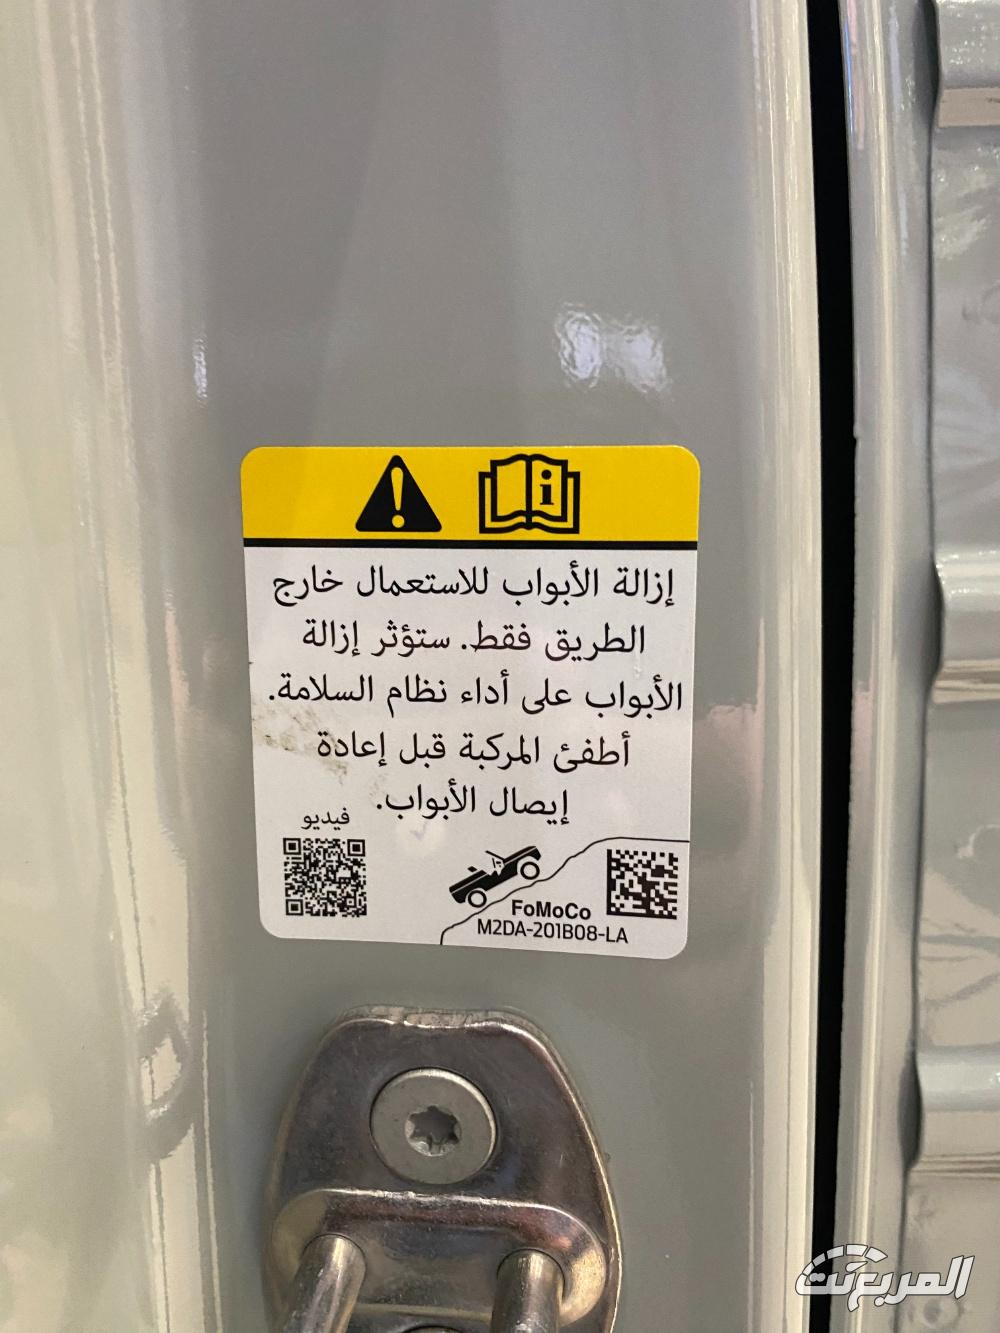 إزالة الأبواب للاستعمال خارج
الطريق فقط. ستؤثر إزالة
الأبواب على أداء نظام السلامة.
أطفئ المركبة قبل إعادة
إيصال الأبواب.
فيديو
FoMoCo
M2DA-201B08-LA
المربع نت